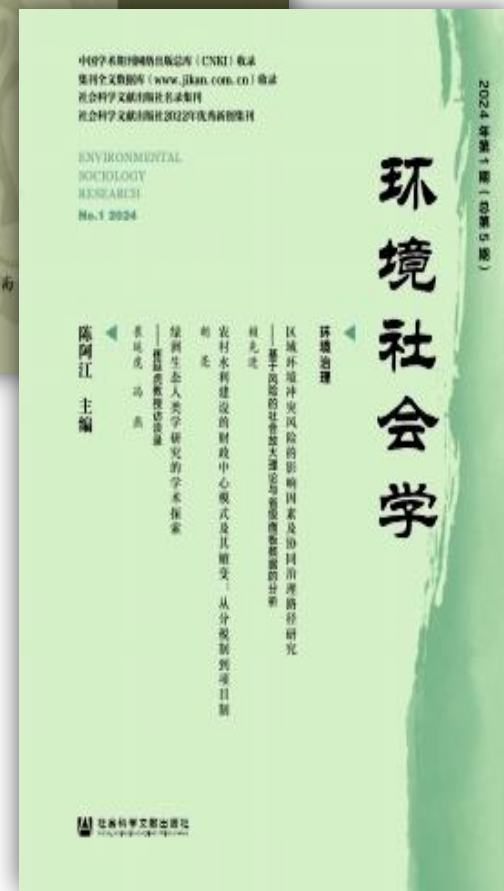 中国学术期刊网络出版总库（CNKI）收录
集刊全文数据库（www.jikan.com.cn）收录
社会科学文献出版社名录集刊
社会科学文献出版社2022年优秀新创集刊
ENVIRONMENTAL
SOCIOLOGY
RESEARCH
No.1 2024
2024年第1期（总第5期）
环境社会学
环境治理
区域环境冲突风险的影响因素及协同治理路径研究
——基于风险的社会放大理论与省级面板数据的分析
农村水利建设的财政中心模式及其嬗变：从分税制到项目制
胡亮
绿洲生态人类学研究的学术探索
——崔延虎教授访谈录
崔延虎 冯燕
陈阿江 主编
社会科学文献出版社
南